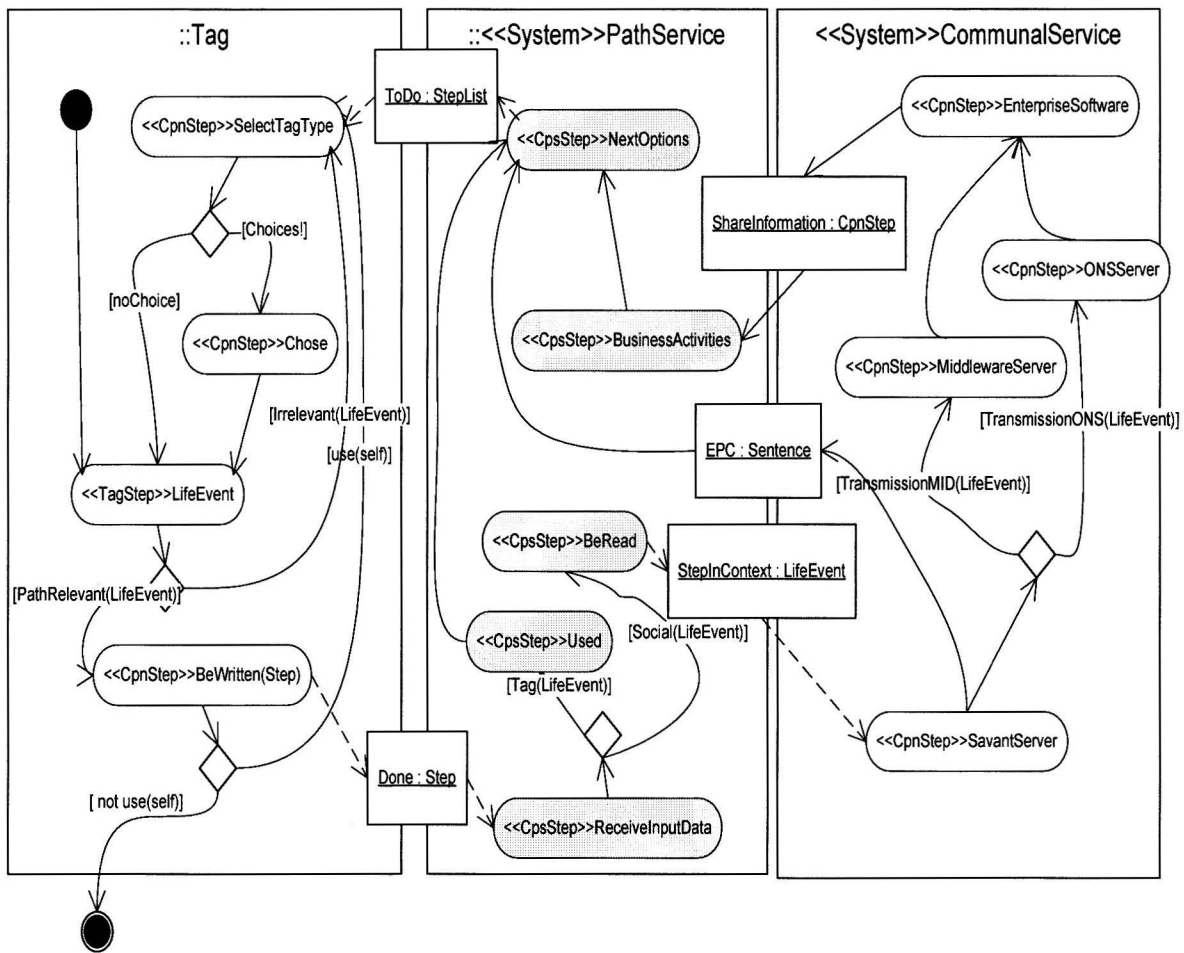 ::Tag
::<<System>>PathService
<<System>>CommunalService
ToDo : StepList
<<CpnStep>>EnterpriseSoftware
<<CpnStep>>SelectTagType
<<CpsStep>>NextOptions
[Choices!]
ShareInformation : CpnStep
<<CpnStep>>ONSServer
[noChoice]
<<CpnStep>>Chose
<<CpsStep>>BusinessActivities
<<CpnStep>>MiddlewareServer
[Irrelevant(LifeEvent)]
[TransmissionONS(LifeEvent)]
[use(self)]
EPC : Sentence
[TransmissionMID(LifeEvent)]
<<TagStep>>LifeEvent
<<CpsStep>>BeRead
StepInContext : LifeEvent
[PathRelevant(LifeEvent)]
[Social(LifeEvent)]
<<CpsStep>>Used
<<CpnStep>>BeWritten(Step)
[Tag(LifeEvent)]
<<CpnStep>>SavantServer
Done : Step
[ not use(self)]
<<CpsStep>>ReceiveInputData